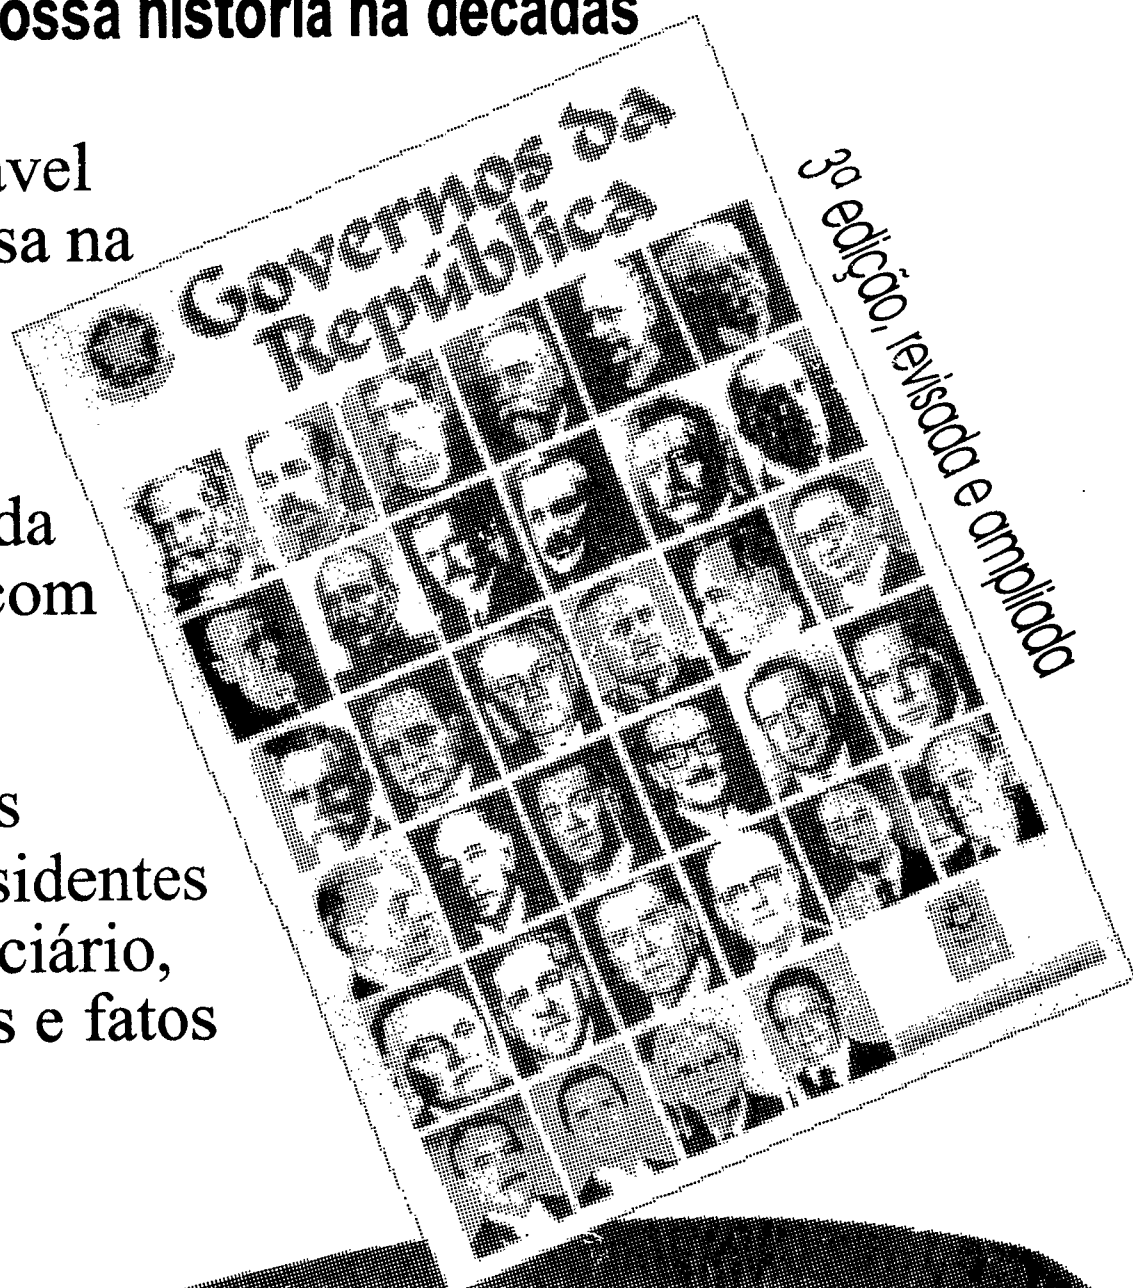 ossa história na décadas
ável
sa na
da
com
s
sidentes
ciário,
s e fatos
Governos da
República
3ª edição, revisada e ampliada